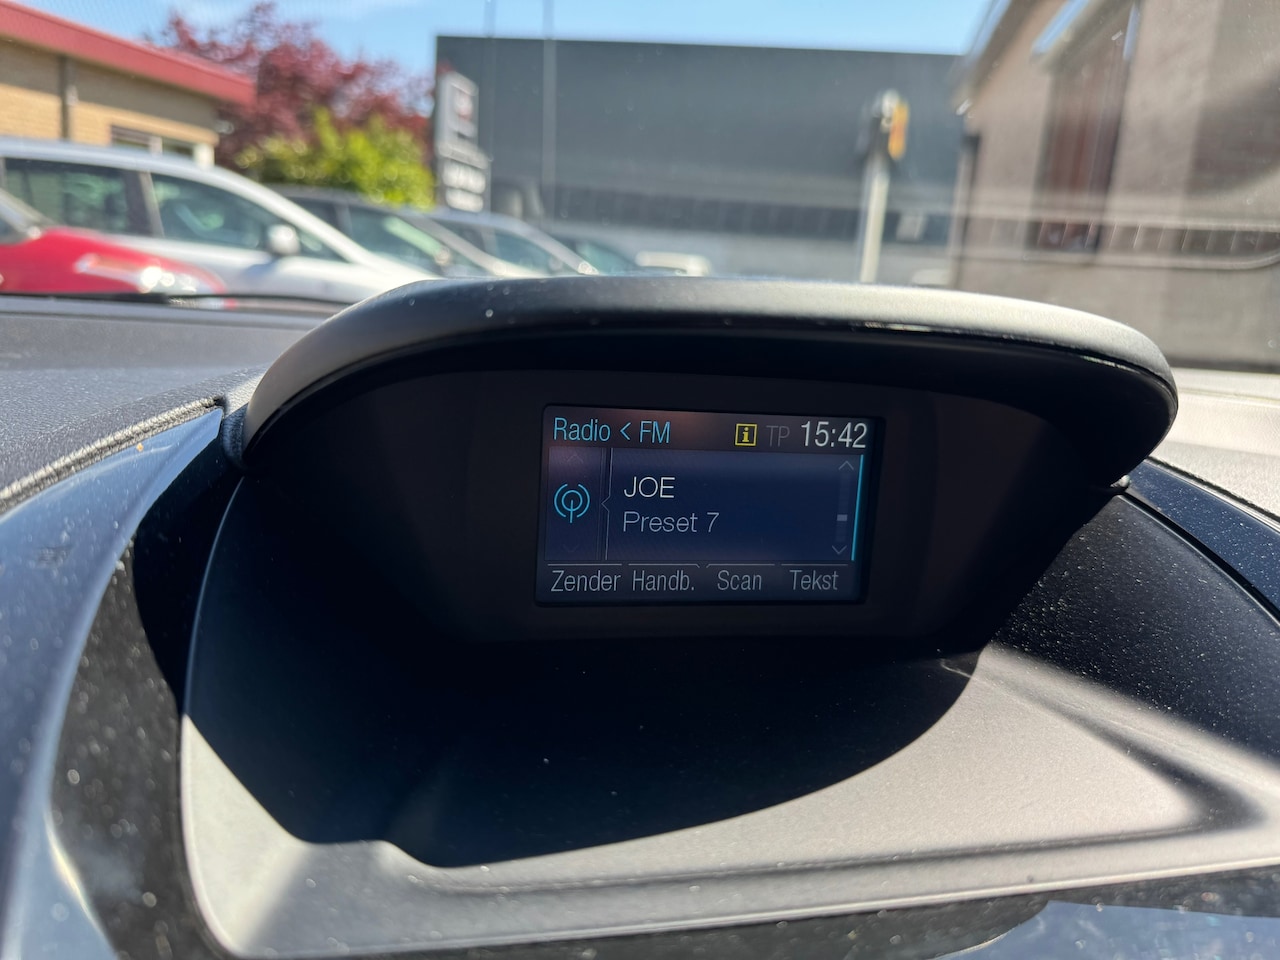 Radio < FM i TP 15:42
JOE
Preset 7
Zender Handb. Scan Tekst